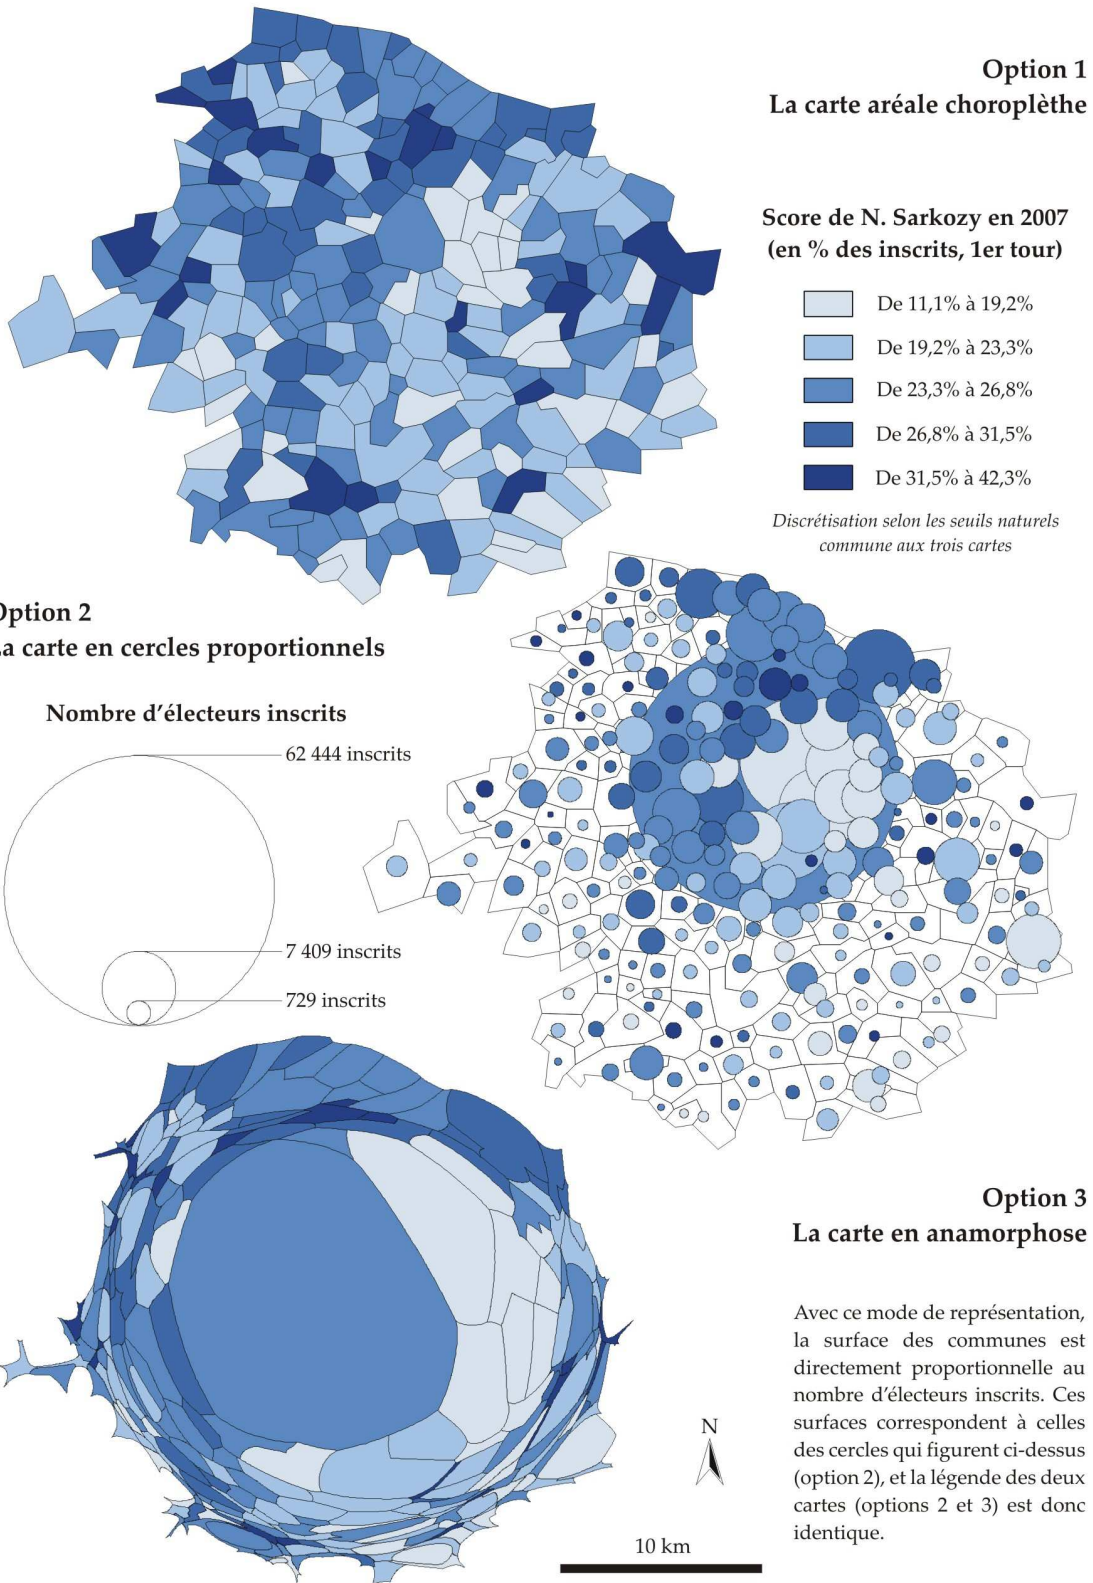 Option 1
La carte aréale choroplèthe
Score de N. Sarkozy en 2007
(en % des inscrits, 1er tour)
De 11,1% à 19,2%
De 19,2% à 23,3%
De 23,3% à 26,8%
De 26,8% à 31,5%
De 31,5% à 42,3%
Discrétisation selon les seuils naturels
commune aux trois cartes
Option 2
La carte en cercles proportionnels
Nombre d'électeurs inscrits
62 444 inscrits
7 409 inscrits
729 inscrits
Option 3
La carte en anamorphose
Avec ce mode de représentation,
la surface des communes est
directement proportionnelle au
nombre d'électeurs inscrits. Ces
surfaces correspondent à celles
des cercles qui figurent ci-dessus
(option 2), et la légende des deux
cartes (options 2 et 3) est donc
identique.
N
10 km